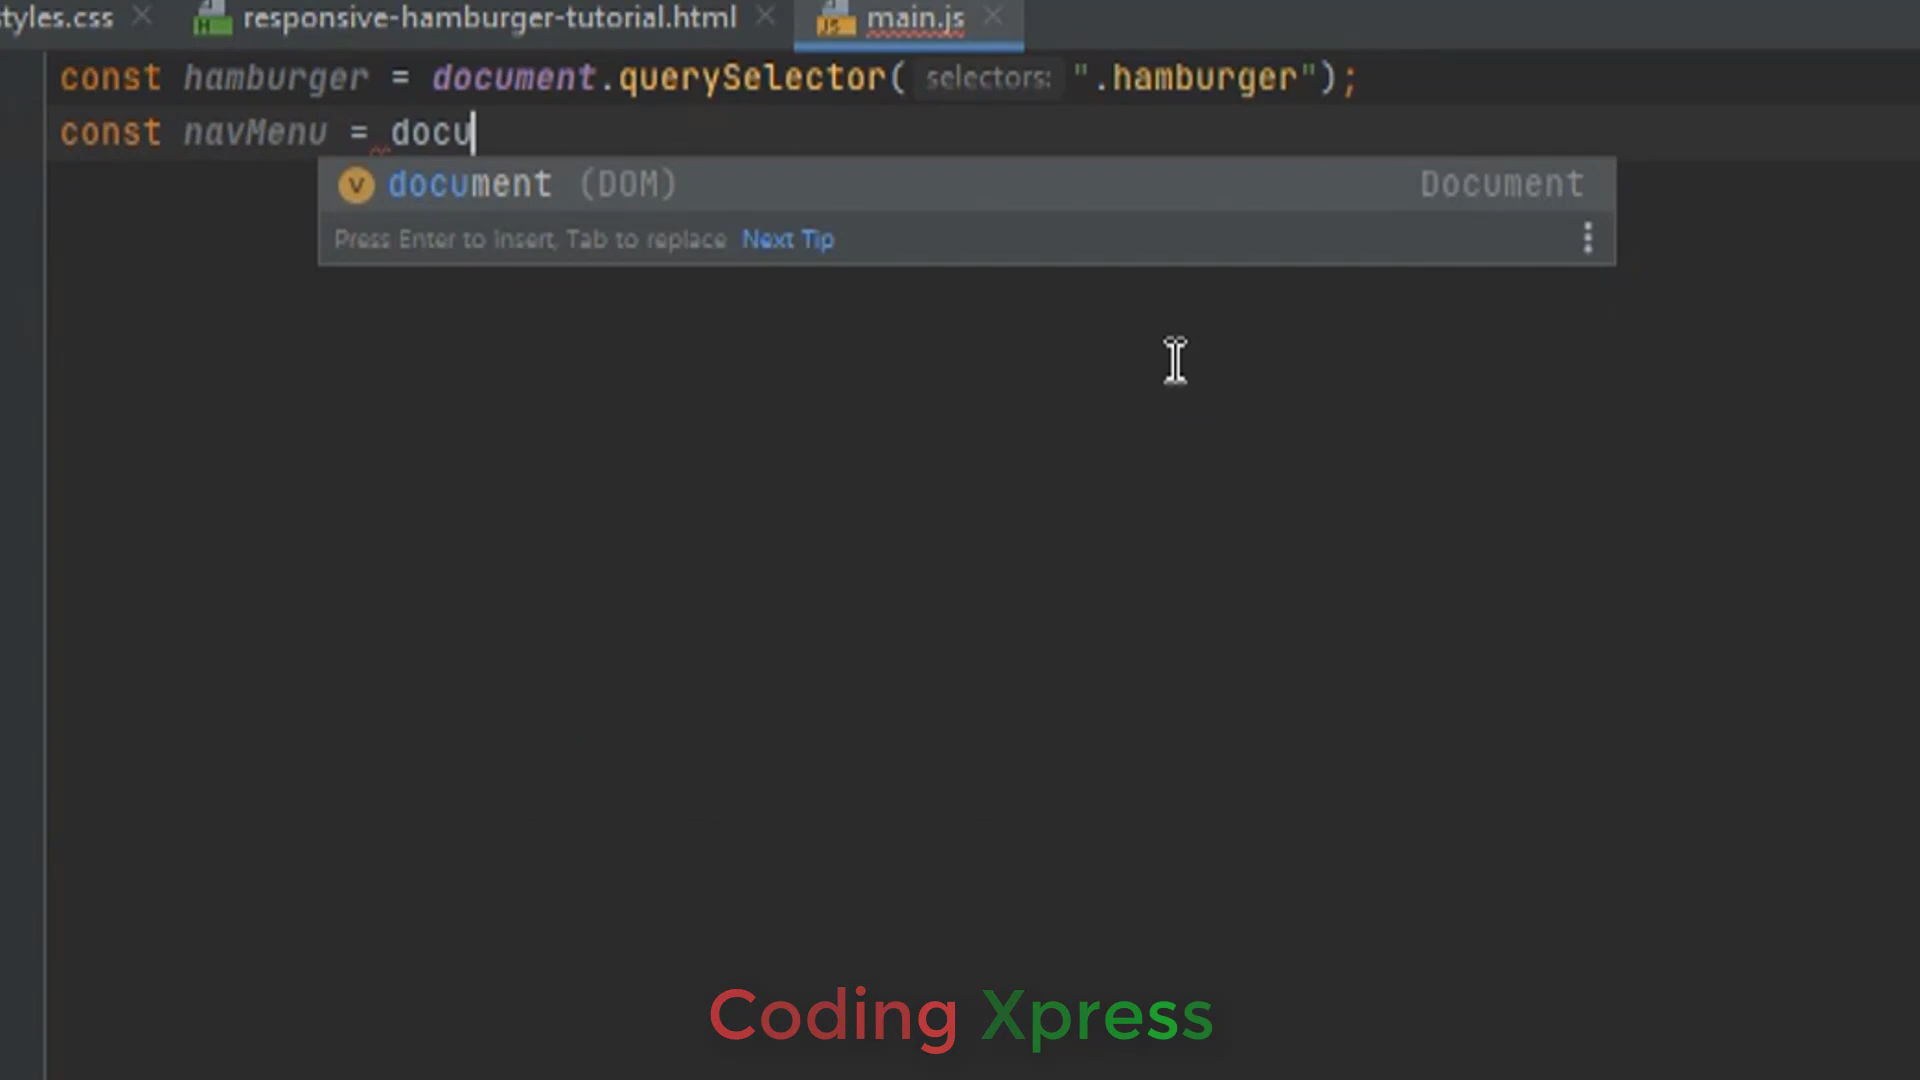 tyles.css responsive-hamburger-tutorial.html main.js
const hamburger = document.querySelector( selectors: ".hamburger");
const navMenu = docu
document (DOM) Document
Press Enter to insert, Tab to replace Next Tip
Coding Xpress